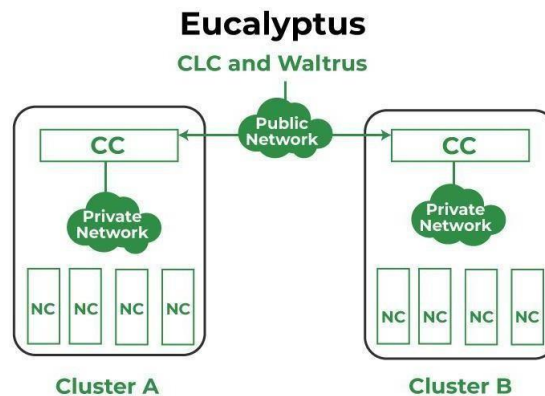 Eucalyptus
CLC and Waltrus
Public
Network
CC
CC
Private
Network
Private
Network
NC NC NC NC
NC NC NC NC
Cluster A
Cluster B